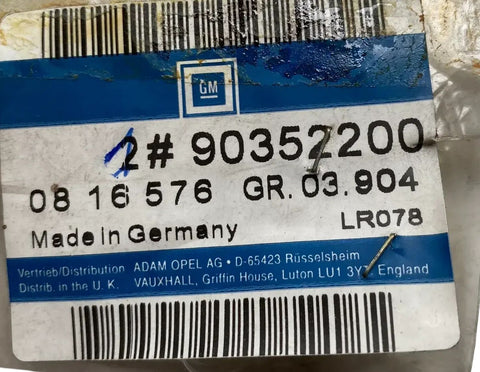 GM
2# 90352200
08 16 576 GR. 03.904
LR078
Made in Germany
Vertrieb/Distribution ADAM OPEL AG • D-65423 Rüsselsheim
Distrib. in the U. K. VAUXHALL, Griffin House, Luton LU1 3Y England